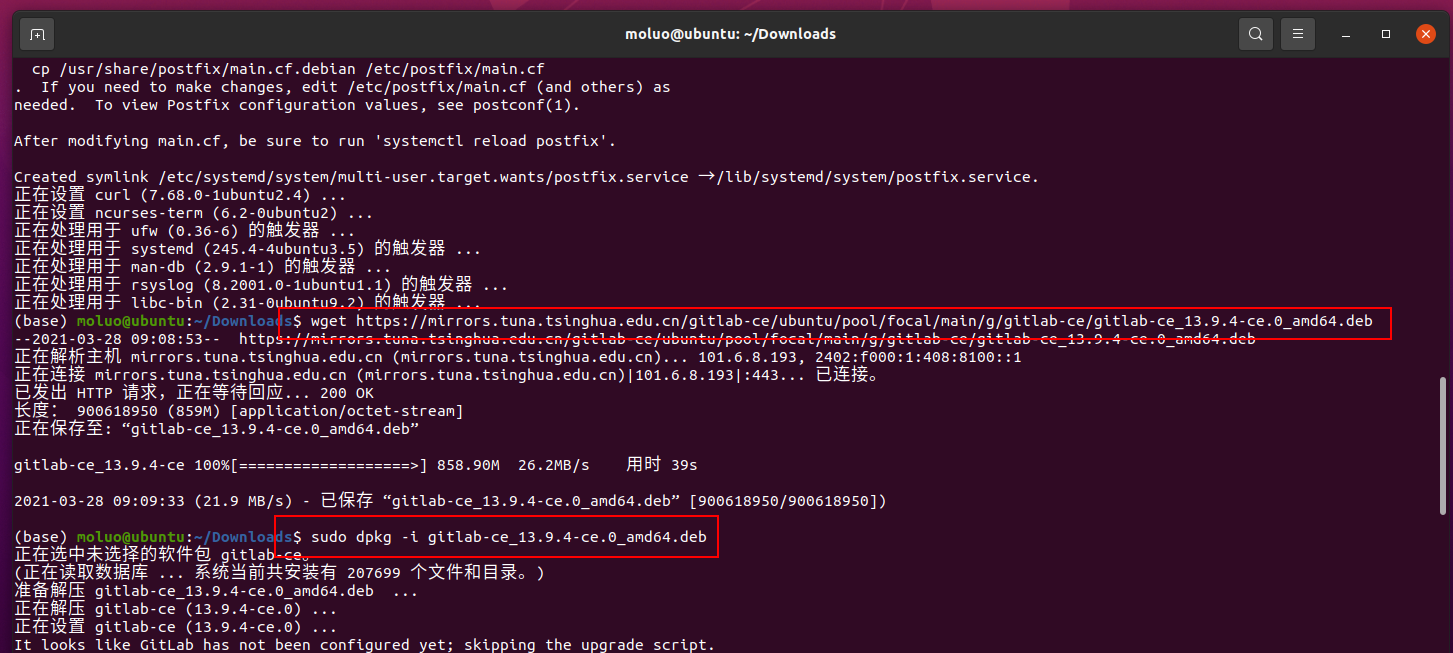 moluo@ubuntu: ~/Downloads
cp /usr/share/postfix/main.cf.debian /etc/postfix/main.cf
.  If you need to make changes, edit /etc/postfix/main.cf (and others) as
needed.  To view Postfix configuration values, see postconf(1).
After modifying main.cf, be sure to run 'systemctl reload postfix'.
Created symlink /etc/systemd/system/multi-user.target.wants/postfix.service → /lib/systemd/system/postfix.service.
正在设置 curl (7.68.0-1ubuntu2.4) ...
正在设置 ncurses-term (6.2-0ubuntu2) ...
正在处理用于 ufw (0.36-6) 的触发器 ...
正在处理用于 systemd (245.4-4ubuntu3.5) 的触发器 ...
正在处理用于 man-db (2.9.1-1) 的触发器 ...
正在处理用于 rsyslog (8.2001.0-1ubuntu1.1) 的触发器 ...
正在处理用于 libc-bin (2.31-0ubuntu9.2) 的触发器 ...
(base) moluo@ubuntu:~/Downloads$ wget https://mirrors.tuna.tsinghua.edu.cn/gitlab-ce/ubuntu/pool/focal/main/g/gitlab-ce/gitlab-ce_13.9.4-ce.0_amd64.deb
--2021-03-28 09:08:53--  https://mirrors.tuna.tsinghua.edu.cn/gitlab-ce/ubuntu/pool/focal/main/g/gitlab-ce/gitlab-ce_13.9.4-ce.0_amd64.deb
正在解析主机 mirrors.tuna.tsinghua.edu.cn (mirrors.tuna.tsinghua.edu.cn)... 101.6.8.193, 2402:f000:1:408:8100::1
正在连接 mirrors.tuna.tsinghua.edu.cn (mirrors.tuna.tsinghua.edu.cn)|101.6.8.193|:443... 已连接。
已发出 HTTP 请求，正在等待回应... 200 OK
长度： 900618950 (859M) [application/octet-stream]
正在保存至: “gitlab-ce_13.9.4-ce.0_amd64.deb”
gitlab-ce_13.9.4-ce 100%[===================>] 858.90M  26.2MB/s    用时 39s
2021-03-28 09:09:33 (21.9 MB/s) - 已保存 “gitlab-ce_13.9.4-ce.0_amd64.deb” [900618950/900618950])
(base) moluo@ubuntu:~/Downloads$ sudo dpkg -i gitlab-ce_13.9.4-ce.0_amd64.deb
正在选中未选择的软件包 gitlab-ce。
(正在读取数据库 ... 系统当前共安装有 207699 个文件和目录。)
准备解压 gitlab-ce_13.9.4-ce.0_amd64.deb  ...
正在解压 gitlab-ce (13.9.4-ce.0) ...
正在设置 gitlab-ce (13.9.4-ce.0) ...
It looks like GitLab has not been configured yet; skipping the upgrade script.